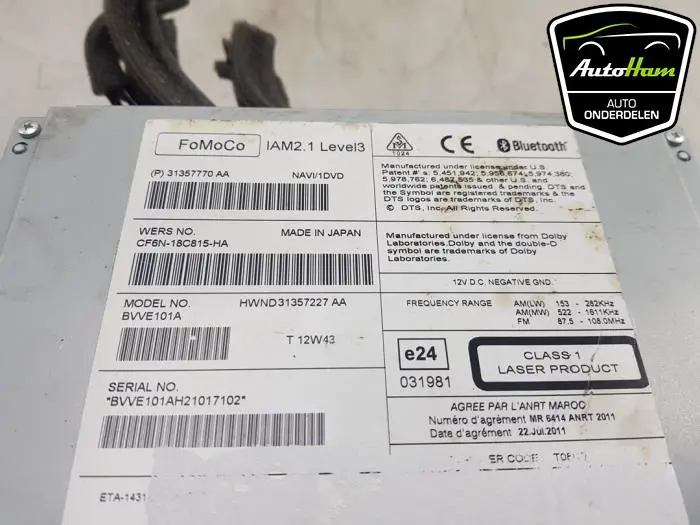 AutoHam
AUTO
ONDERDELEN
FoMoCo IAM2.1 Level3
(P) 31357770 AA NAVI/1DVD
WERS NO. MADE IN JAPAN
CF6N-18C815-HA
MODEL NO. HWND31357227 AA
BVVE101A
T 12W43
SERIAL NO.
"BVVE101AH21017102"
ETA-1431
1024
CE Bluetooth
Manufactured under license under U.S.
Patent #'s: 5,451,942; 5,956,674; 5,974,380;
5,978,762; 6,487,535 & other U.S. and
worldwide patents issued & pending. DTS and
the Symbol are registered trademarks & the
DTS logos are trademarks of DTS, Inc.
© DTS, Inc. All Rights Reserved.
Manufactured under license from Dolby
Laboratories.Dolby and the double-D
symbol are trademarks of Dolby
Laboratories.
12V D.C. NEGATIVE GND.
FREQUENCY RANGE AM(LW) 153 - 282KHz
AM(MW) 522 - 1611KHz
FM 87.5 - 108.0MHz
e24
031981
CLASS 1
LASER PRODUCT
AGREE PAR L'ANRT MAROC
Numéro d'agrément MR 6414 ANRT 2011
Date d'agrément 22.Jul.2011
ER CODE